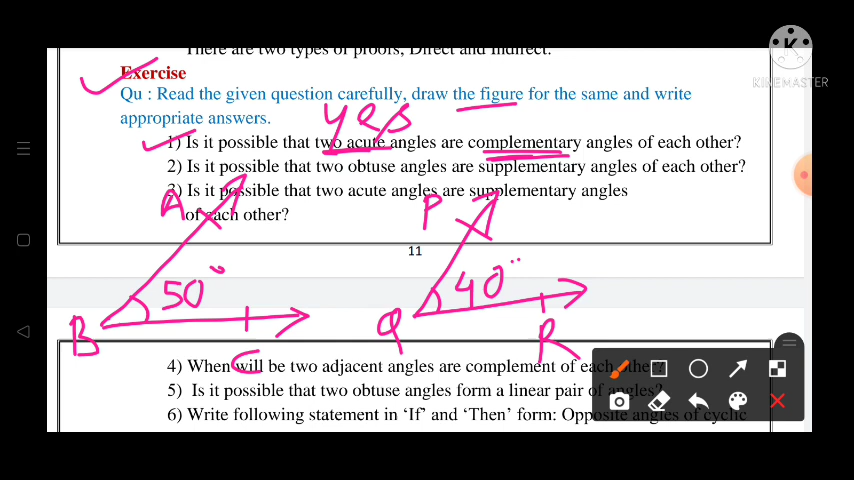 There are two types of proofs, Direct and Indirect.
Exercise
Qu : Read the given question carefully, draw the figure for the same and write
appropriate answers.
yes
1) Is it possible that two acute angles are complementary angles of each other?
2) Is it possible that two obtuse angles are supplementary angles of each other?
3) Is it possible that two acute angles are supplementary angles
of each other?
A
P
11
50°
40°
B
C
Q
R
4) When will be two adjacent angles are complement of each other?
5) Is it possible that two obtuse angles form a linear pair of angles?
6) Write following statement in ‘If’ and ‘Then’ form: Opposite angles of cyclic
K
KINEMASTER